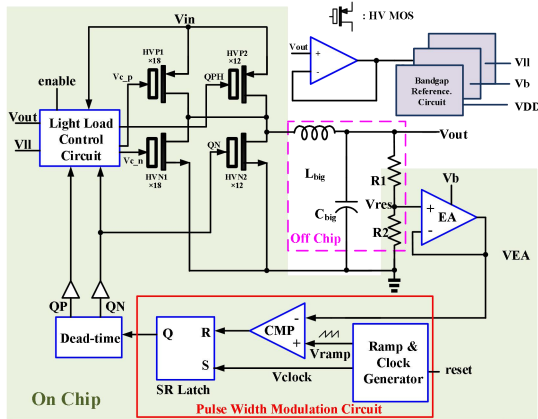 : HV MOS
Vin
HVP1
×18
HVP2
×12
Vout
+
-
Bandgap
Reference.
Circuit
Vll
Vb
VDD
enable
Vc_p
QPH
Vout
Vll
Light Load
Control
Circuit
Vc_n
HVN1
×18
QN
HVN2
×12
Lbig
Cbig
Off Chip
Vout
R1
Vres
R2
Vb
+
EA
-
VEA
QP
QN
Dead-time
Q
R
S
SR Latch
CMP
-
+
Vramp
Vclock
Ramp &
Clock
Generator
reset
On Chip
Pulse Width Modulation Circuit